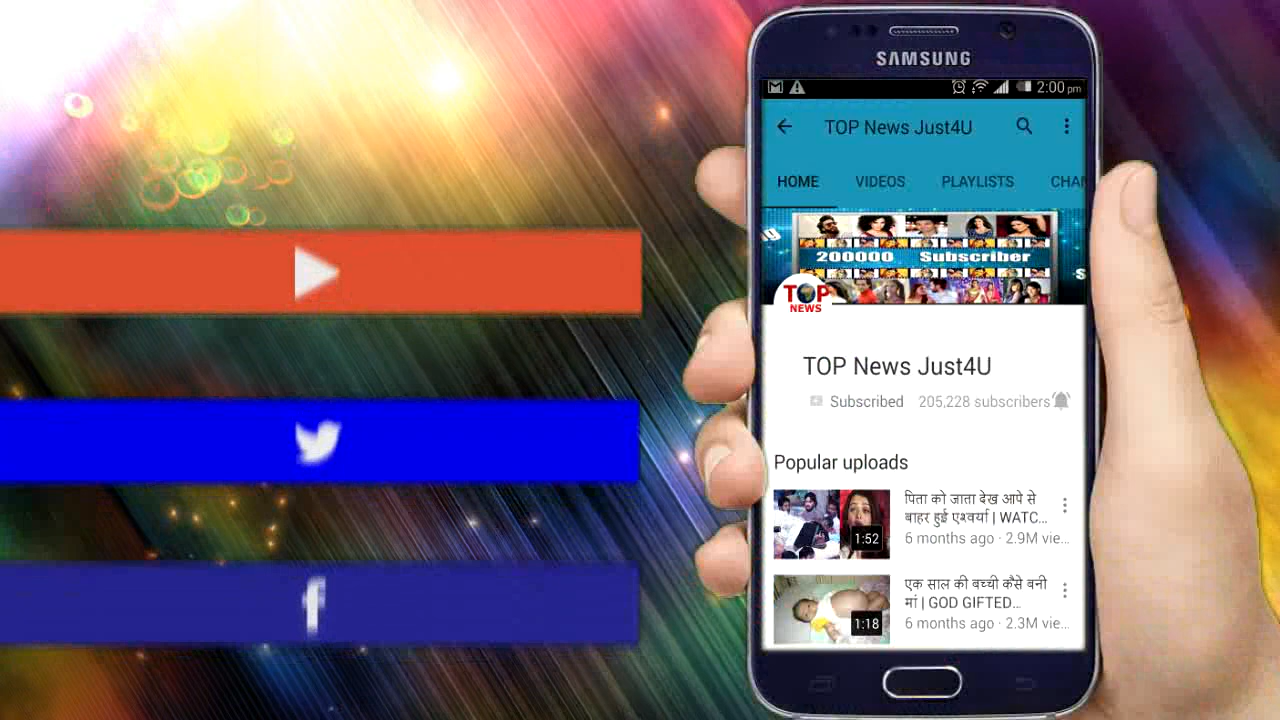 SAMSUNG
2:00 pm
TOP News Just4U
HOME VIDEOS PLAYLISTS CHAN
200000 Subscriber
TOP
NEWS
TOP News Just4U
Subscribed 205,228 subscribers
Popular uploads
पिता को जाता देख आपे से
बाहर हुई एश्वर्या | WATC...
6 months ago · 2.9M vie...
1:52
एक साल की बच्ची कैसे बनी
मां | GOD GIFTED...
6 months ago · 2.3M vie...
1:18